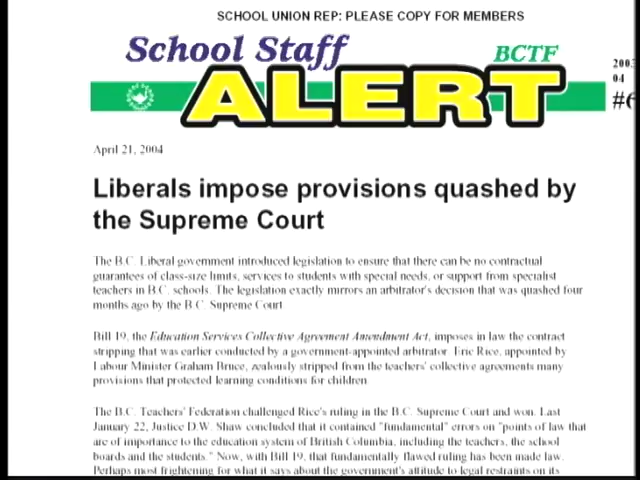 SCHOOL UNION REP: PLEASE COPY FOR MEMBERS
School Staff
BCTF
ALERT
2003
04
#6
April 21, 2004
Liberals impose provisions quashed by
the Supreme Court
The B.C. Liberal government introduced legislation to ensure that there can be no contractual
guarantees of class-size limits, services to students with special needs, or support from specialist
teachers in B.C. schools. The legislation exactly mirrors an arbitrator's decision that was quashed four
months ago by the B.C. Supreme Court
Bill 19, the Education Services Collective Agreement Amendment Act, imposes in law the contract
stripping that was earlier conducted by a government-appointed arbitrator. Eric Rice, appointed by
Labour Minister Graham Bruce, zealously stripped from the teachers' collective agreements many
provisions that protected learning conditions for children
The B.C. Teachers' Federation challenged Rice's ruling in the B.C. Supreme Court and won. Last
January 22, Justice D.W. Shaw concluded that it contained "fundamental" errors on "points of law that
are of importance to the education system of British Columbia, including the teachers, the school
boards and the students." Now, with Bill 19, that fundamentally flawed ruling has been made law.
Perhaps most frightening for what it says about the government's attitude to legal restraints on its